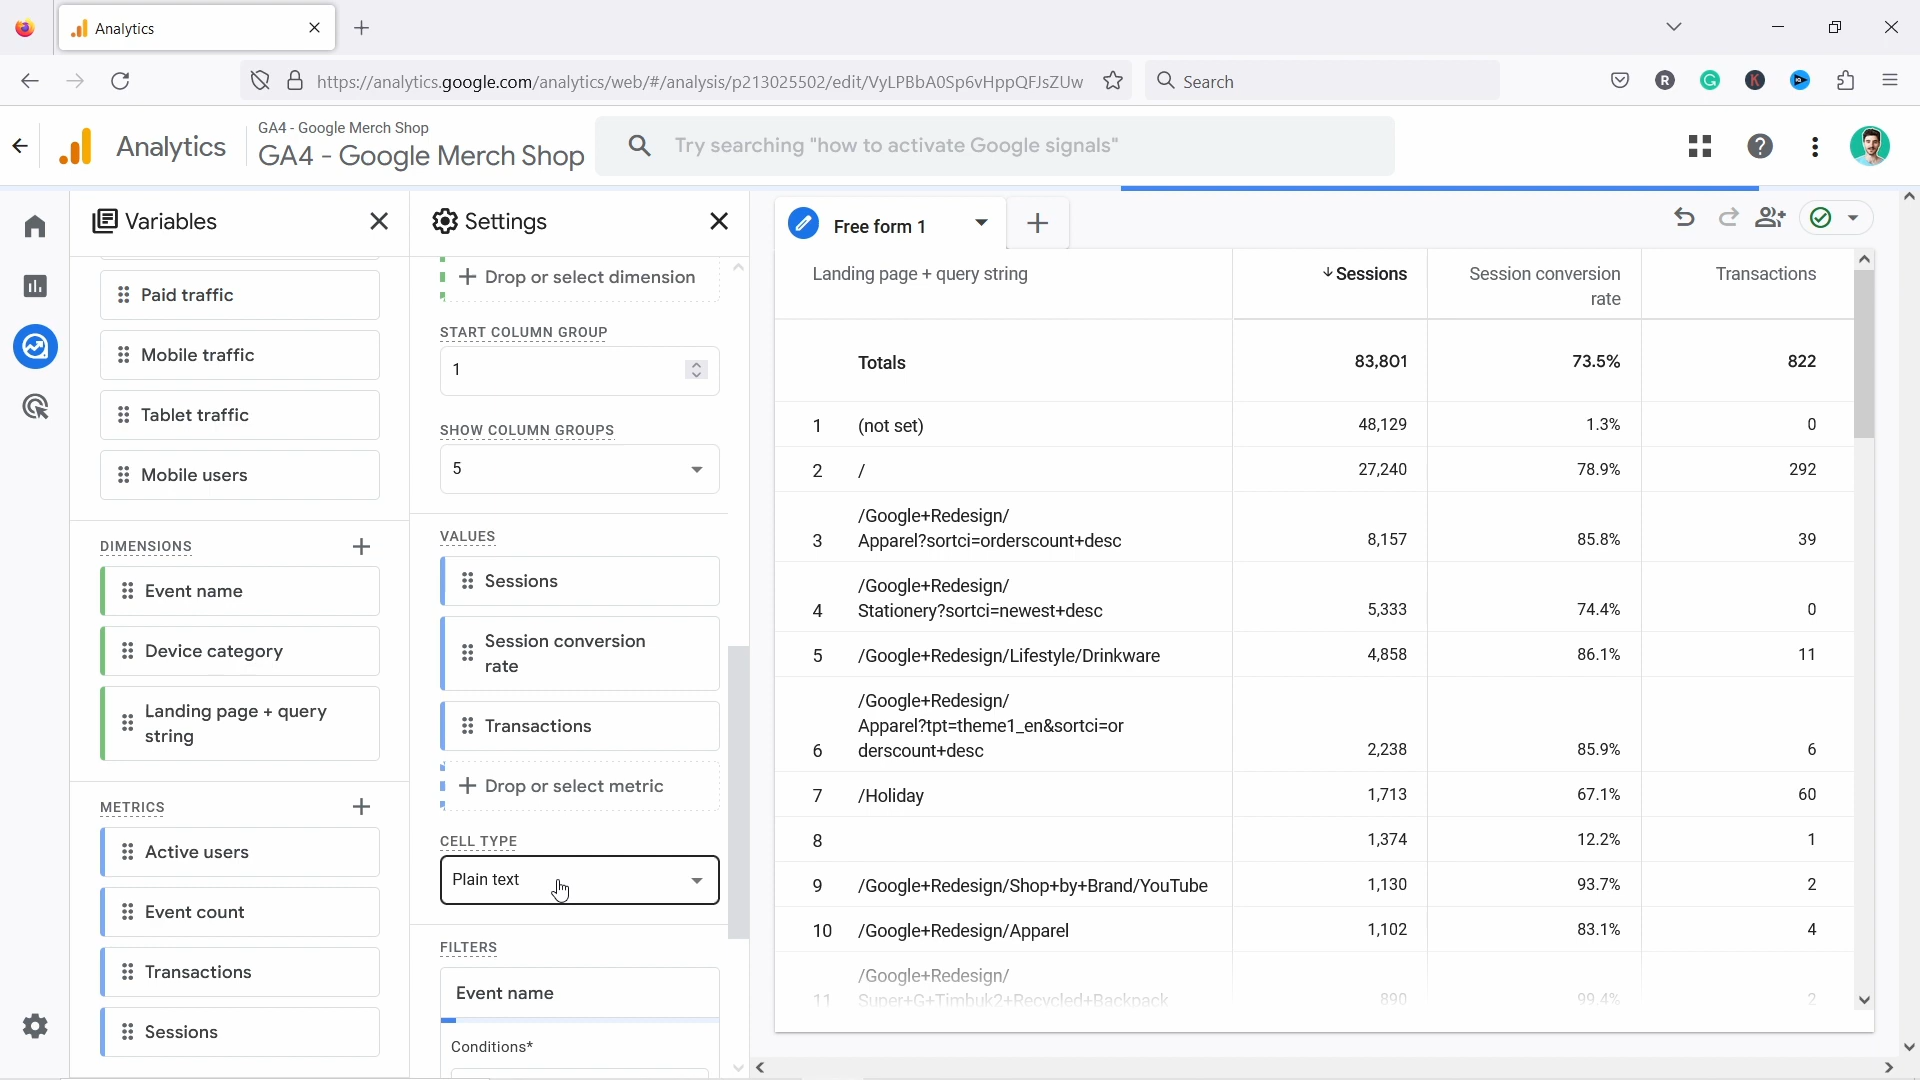 Analytics
https://analytics.google.com/analytics/web/#/analysis/p213025502/edit/VyLPBbA0Sp6vHppQFJsZUw
Search
Analytics
GA4 - Google Merch Shop
GA4 - Google Merch Shop
Try searching "how to activate Google signals"
Variables
Paid traffic
Mobile traffic
Tablet traffic
Mobile users
DIMENSIONS
Event name
Device category
Landing page + query
string
METRICS
Active users
Event count
Transactions
Sessions
Settings
Drop or select dimension
START COLUMN GROUP
1
SHOW COLUMN GROUPS
5
VALUES
Sessions
Session conversion
rate
Transactions
Drop or select metric
CELL TYPE
Plain text
FILTERS
Event name
Conditions*
Free form 1
Landing page + query string Sessions Session conversion Transactions
rate
Totals 83,801 73.5% 822
1 (not set) 48,129 1.3% 0
2 / 27,240 78.9% 292
/Google+Redesign/
3 Apparel?sortci=orderscount+desc 8,157 85.8% 39
/Google+Redesign/
4 Stationery?sortci=newest+desc 5,333 74.4% 0
5 /Google+Redesign/Lifestyle/Drinkware 4,858 86.1% 11
/Google+Redesign/
Apparel?tpt=theme1_en&sortci=or
6 derscount+desc 2,238 85.9% 6
7 /Holiday 1,713 67.1% 60
8 1,374 12.2% 1
9 /Google+Redesign/Shop+by+Brand/YouTube 1,130 93.7% 2
10 /Google+Redesign/Apparel 1,102 83.1% 4
/Google+Redesign/
11 Super+G+Timbuk2+Recycled+Backpack 890 99.4% 2